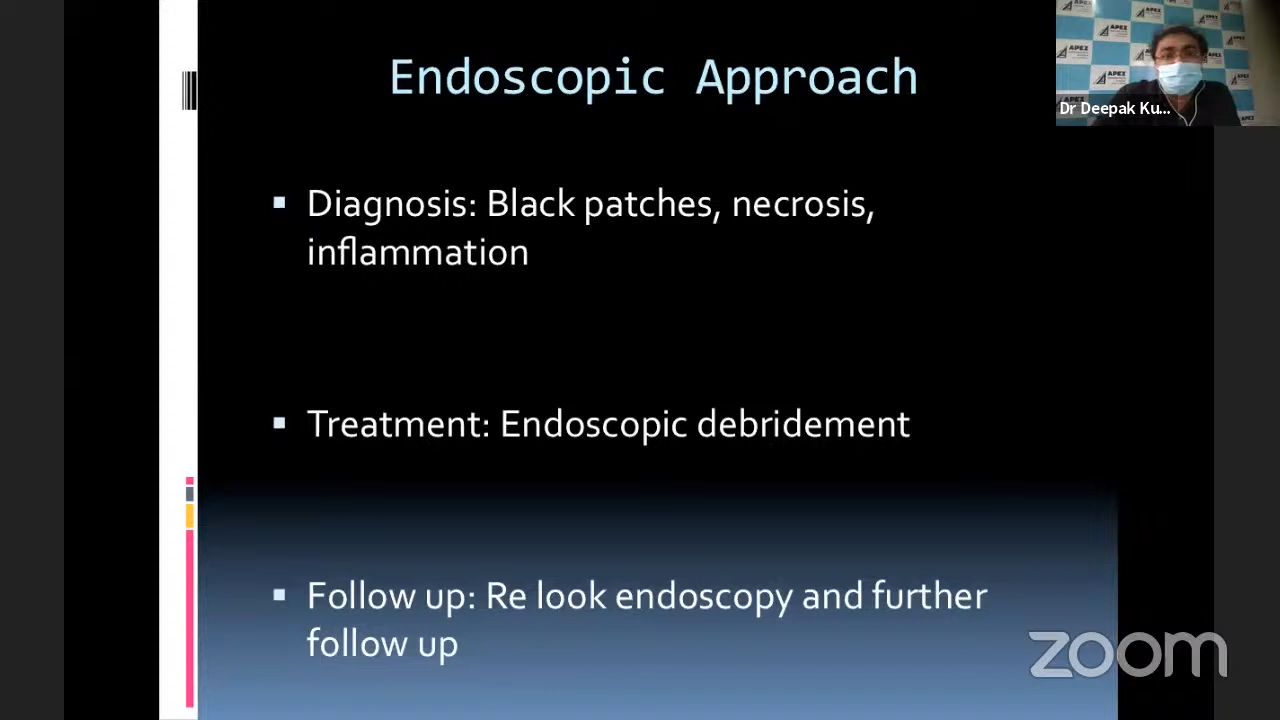 Endoscopic Approach
APEX
Dr Deepak Ku...
Diagnosis: Black patches, necrosis,
inflammation
Treatment: Endoscopic debridement
Follow up: Re look endoscopy and further
follow up
zoom